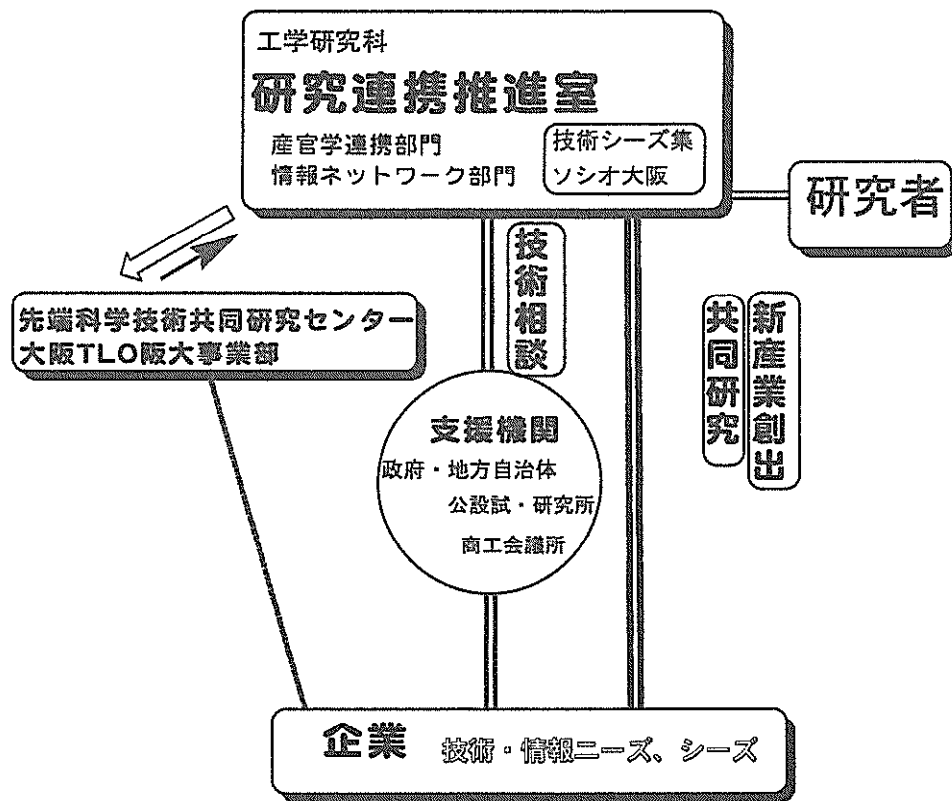 工学研究科
研究連携推進室
産官学連携部門
情報ネットワーク部門
技術シーズ集
ソシオ大阪
研究者
技術相談
先端科学技術共同研究センター
大阪TLO阪大事業部
共同研究
新産業創出
支援機関
政府・地方自治体
公設試・研究所
商工会議所
企業
技術・情報ニーズ、シーズ